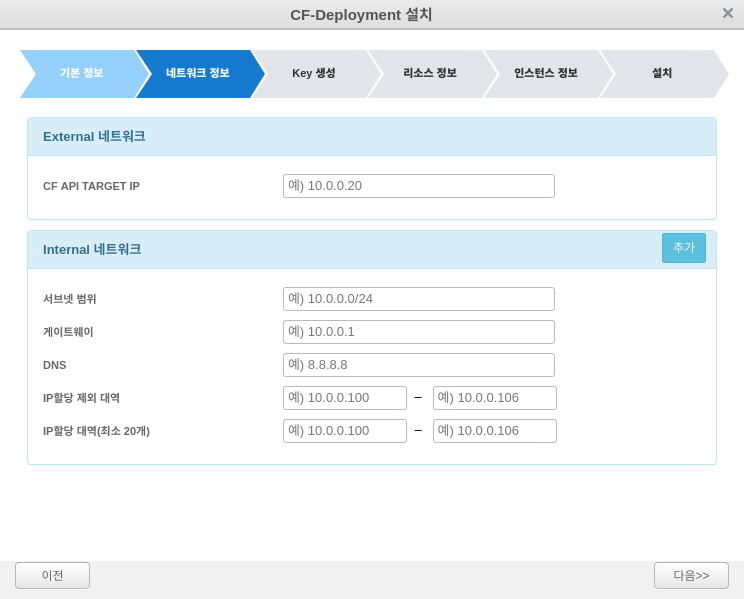 CF-Deployment 설치 ×
기본 정보 네트워크 정보 Key 생성 리소스 정보 인스턴스 정보 설치
External 네트워크
CF API TARGET IP 예) 10.0.0.20
Internal 네트워크 추가
서브넷 범위 예) 10.0.0.0/24
게이트웨이 예) 10.0.0.1
DNS 예) 8.8.8.8
IP할당 제외 대역 예) 10.0.0.100 – 예) 10.0.0.106
IP할당 대역(최소 20개) 예) 10.0.0.100 – 예) 10.0.0.106
이전 다음>>